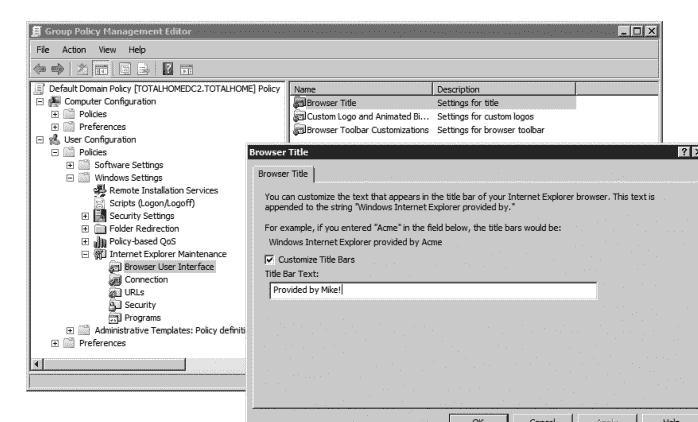 Group Policy Management Editor
File Action View Help
Default Domain Policy [TOTALHOMEDC2.TOTALHOME] Policy
Computer Configuration
Policies
Preferences
User Configuration
Policies
Software Settings
Windows Settings
Remote Installation Services
Scripts (Logon/Logoff)
Security Settings
Folder Redirection
Policy-based QoS
Internet Explorer Maintenance
Browser User Interface
Connection
URLs
Security
Programs
Administrative Templates: Policy definiti
Preferences
Name Description
Browser Title Settings for title
Custom Logo and Animated Bi... Settings for custom logos
Browser Toolbar Customizations Settings for browser toolbar
Browser Title
Browser Title
You can customize the text that appears in the title bar of your Internet Explorer browser. This text is
appended to the string "Windows Internet Explorer provided by."
For example, if you entered "Acme" in the field below, the title bars would be:
Windows Internet Explorer provided by Acme
Customize Title Bars
Title Bar Text:
Provided by Mike!
OK Cancel Apply Help